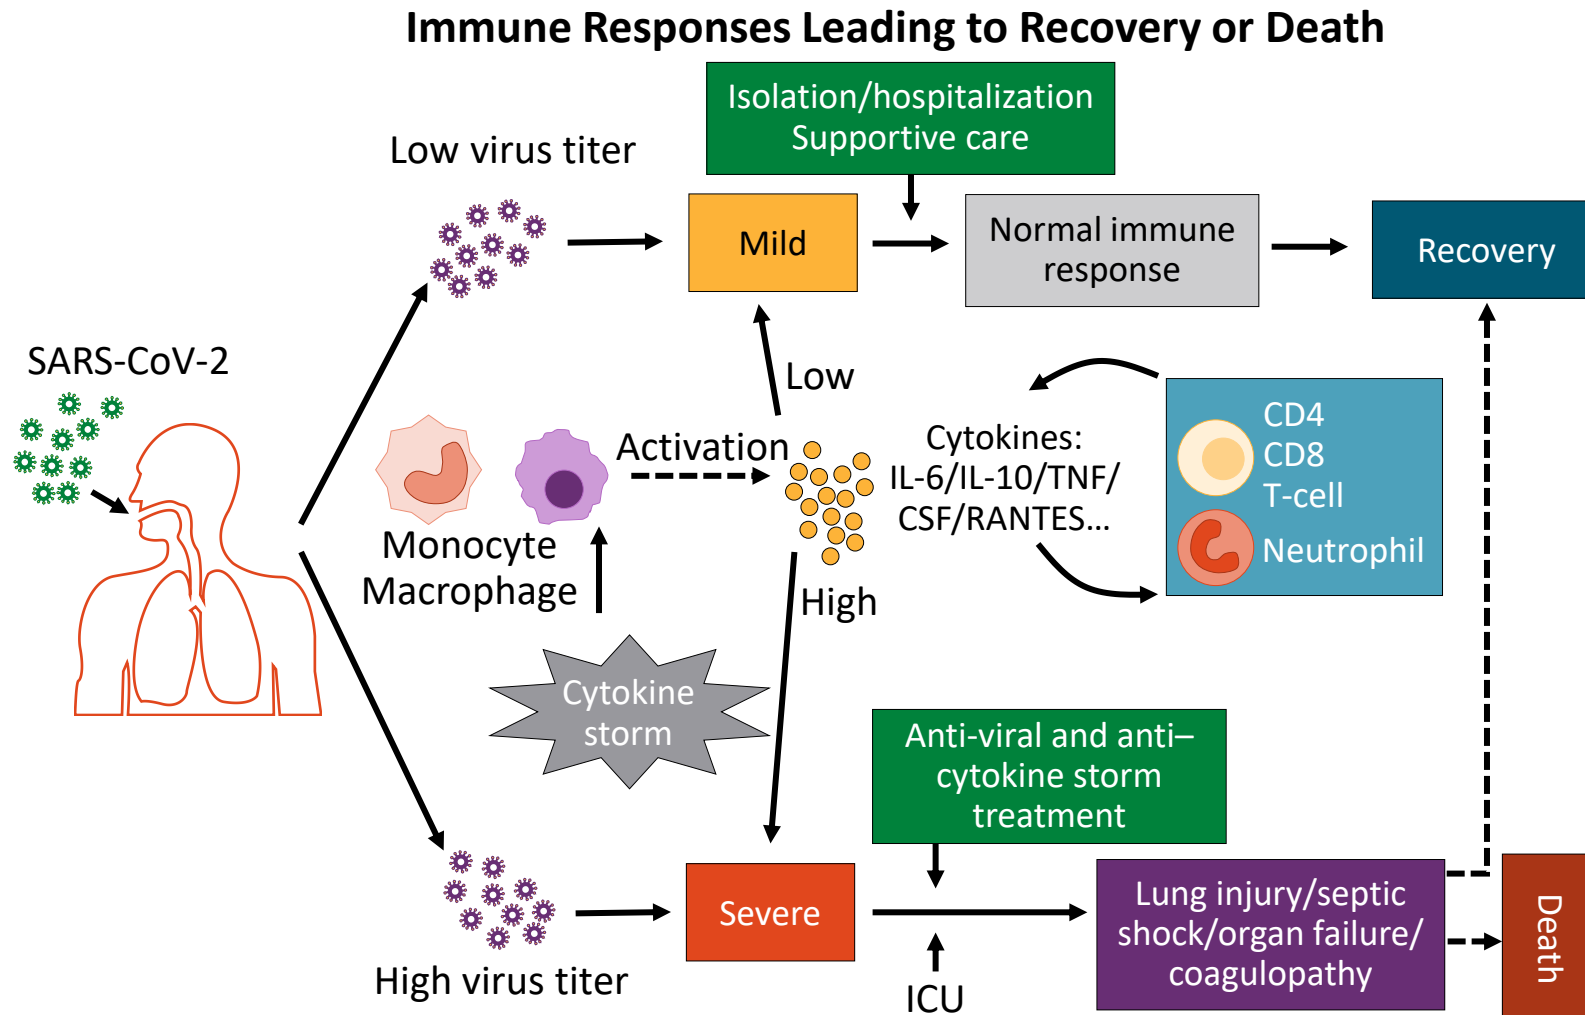 Immune Responses Leading to Recovery or Death
Isolation/hospitalization
Supportive care
Low virus titer
Mild
Normal immune
response
Recovery
SARS-CoV-2
Low
Activation
Cytokines:
IL-6/IL-10/TNF/
CSF/RANTES...
CD4
CD8
T-cell
Neutrophil
Monocyte
Macrophage
High
Cytokine
storm
Anti-vival and anti–
cytokine storm
treatment
Severe
Lung injury/septic
shock/organ failure/
coagulopathy
Death
High virus titer
ICU